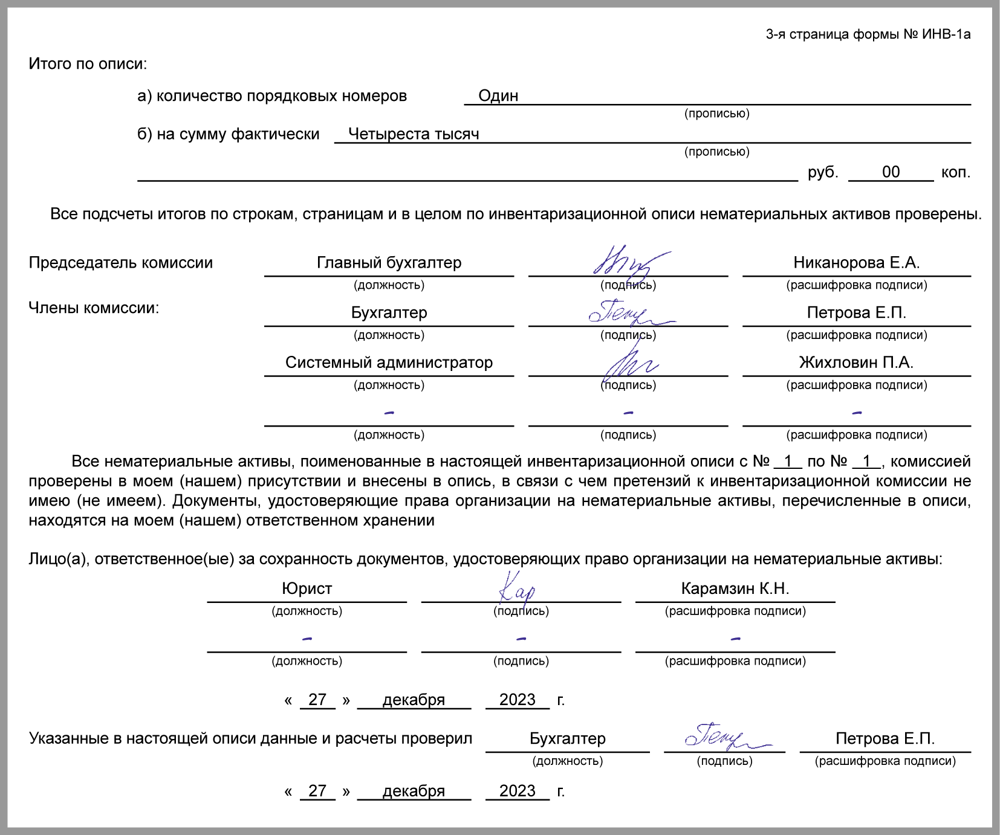 3-я страница формы № ИНВ-1а
Итого по описи:
а) количество порядковых номеров Один
(прописью)
б) на сумму фактически Четыреста тысяч
(прописью)
руб. 00 коп.
Все подсчеты итогов по строкам, страницам и в целом по инвентаризационной описи нематериальных активов проверены.
Председатель комиссии Главный бухгалтер Никанорова Е.А.
(должность) (подпись) (расшифровка подписи)
Члены комиссии: Бухгалтер Петрова Е.П.
(должность) (подпись) (расшифровка подписи)
Системный администратор Жихловин П.А.
(должность) (подпись) (расшифровка подписи)
– – –
(должность) (подпись) (расшифровка подписи)
Все нематериальные активы, поименованные в настоящей инвентаризационной описи с № 1 по № 1, комиссией
проверены в моем (нашем) присутствии и внесены в опись, в связи с чем претензий к инвентаризационной комиссии не
имею (не имеем). Документы, удостоверяющие права организации на нематериальные активы, перечисленные в описи,
находятся на моем (нашем) ответственном хранении
Лицо(а), ответственное(ые) за сохранность документов, удостоверяющих право организации на нематериальные активы:
Юрист Кар Карамзин К.Н.
(должность) (подпись) (расшифровка подписи)
– – –
(должность) (подпись) (расшифровка подписи)
« 27 » декабря 2023 г.
Указанные в настоящей описи данные и расчеты проверил Бухгалтер Петрова Е.П.
(должность) (подпись) (расшифровка подписи)
« 27 » декабря 2023 г.